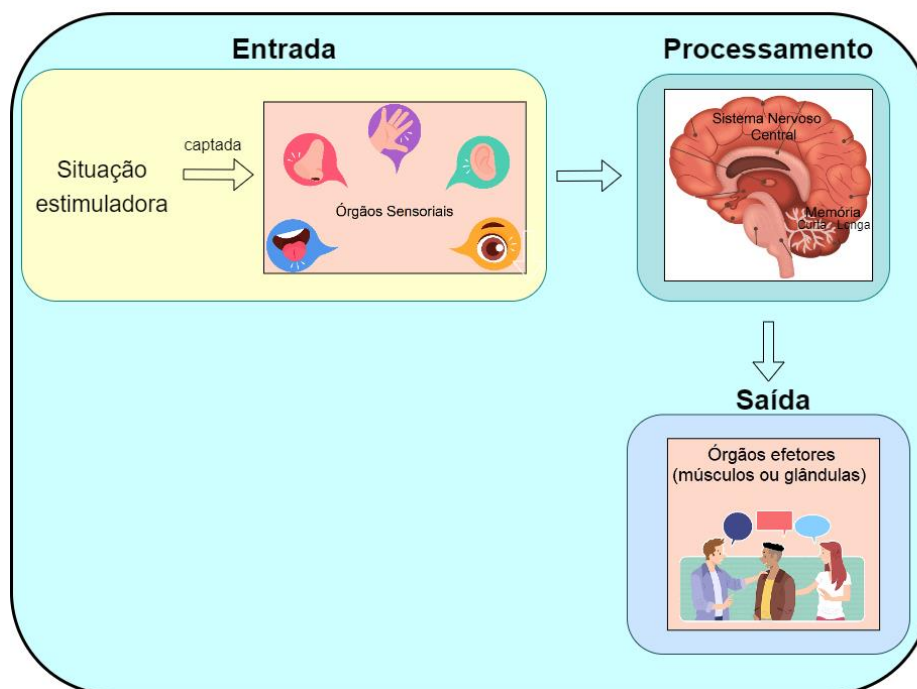 Entrada
Processamento
Situação
estimuladora
captada
Órgãos Sensoriais
Sistema Nervoso
Central
Memória
Curta Longa
Saída
Órgãos efetores
(músculos ou glândulas)